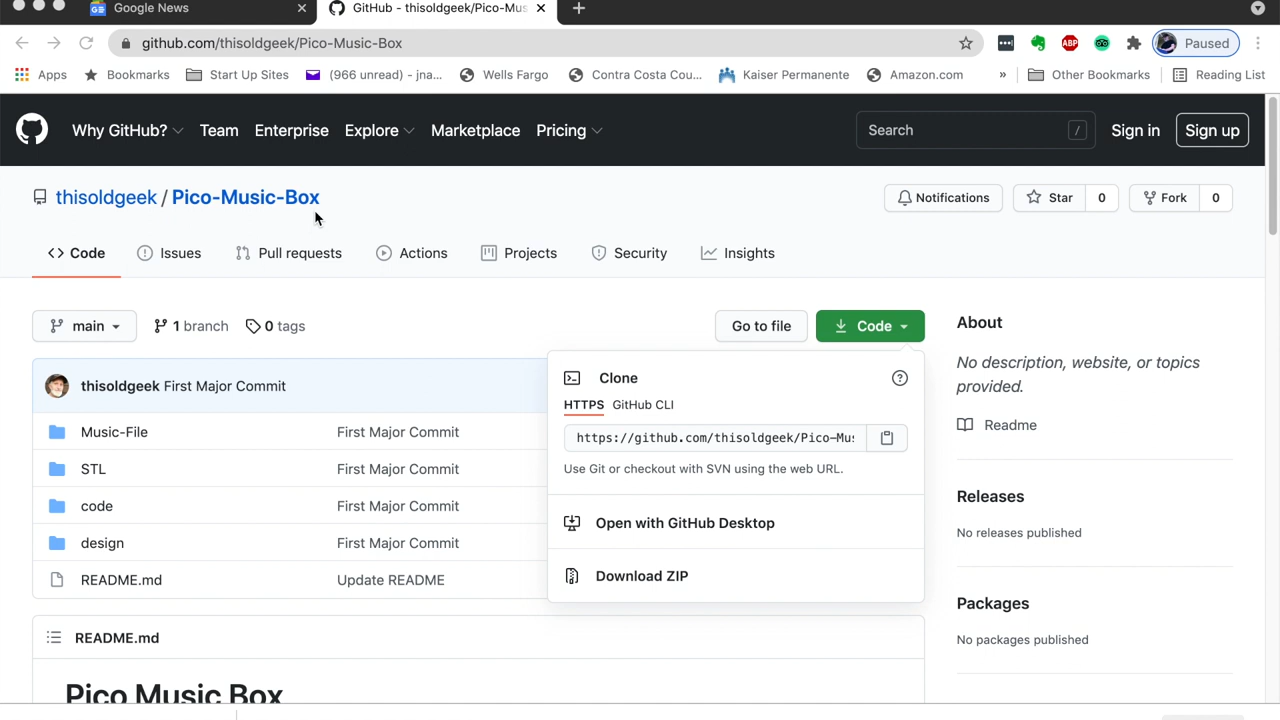 Google News
GitHub - thisoldgeek/Pico-Mus
github.com/thisoldgeek/Pico-Music-Box
ABP
Paused
Apps
Bookmarks
Start Up Sites
(966 unread) - jna...
Wells Fargo
Contra Costa Cou...
Kaiser Permanente
Amazon.com
»
Other Bookmarks
Reading List
Why GitHub?
Team
Enterprise
Explore
Marketplace
Pricing
Search
/
Sign in
Sign up
thisoldgeek / Pico-Music-Box
Notifications
Star
0
Fork
0
Code
Issues
Pull requests
Actions
Projects
Security
Insights
main
1 branch
0 tags
Go to file
Code
About
No description, website, or topics
provided.
Readme
thisoldgeek First Major Commit
Clone
HTTPS GitHub CLI
https://github.com/thisoldgeek/Pico-Mus
Use Git or checkout with SVN using the web URL.
Open with GitHub Desktop
Download ZIP
Music-File First Major Commit
STL First Major Commit
code First Major Commit
design First Major Commit
README.md Update README
Releases
No releases published
Packages
No packages published
README.md
Pico Music Box